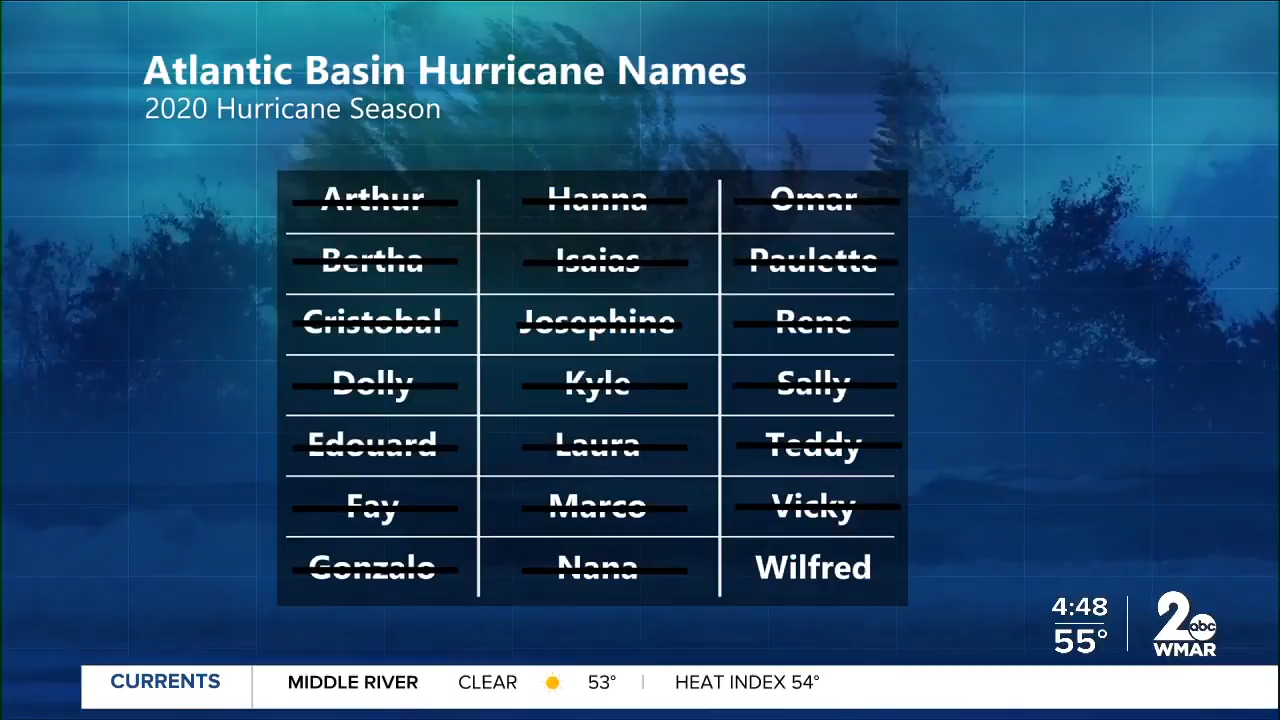 Atlantic Basin Hurricane Names
2020 Hurricane Season
Arthur Hanna Omar
Bertha Isaias Paulette
Cristobal Josephine Rene
Dolly Kyle Sally
Edouard Laura Teddy
Fay Marco Vicky
Gonzalo Nana Wilfred
4:48
55°
2 abc
WMAR
CURRENTS MIDDLE RIVER CLEAR 53° HEAT INDEX 54°